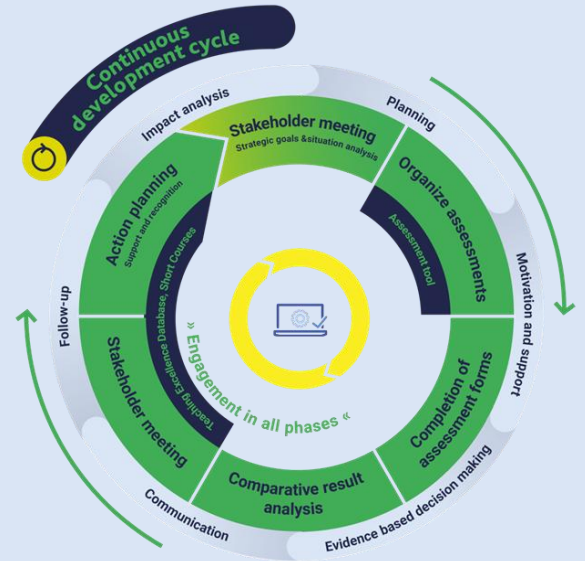 Continuous
development cycle
Impact analysis
Planning
Stakeholder meeting
Strategic goals &situation analysis
Organize assessments
Assessment tool
Motivation and support
Completion of
assessment forms
Evidence based decision making
Comparative result
analysis
Communication
Stakeholder meeting
Follow-up
Action planning
Support and recognition
Teaching Excellence Database, Short Courses
» Engagement in all phases «